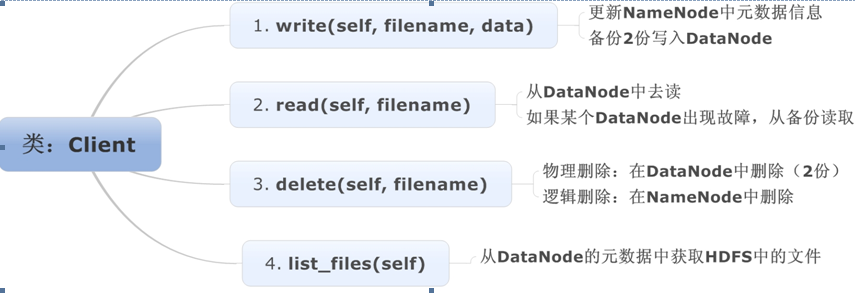 类：Client
1. write(self, filename, data)
更新NameNode中元数据信息
备份2份写入DataNode
2. read(self, filename)
从DataNode中去读
如果某个DataNode出现故障，从备份读取
3. delete(self, filename)
物理删除：在DataNode中删除（2份）
逻辑删除：在NameNode中删除
4. list_files(self)
从DataNode的元数据中获取HDFS中的文件